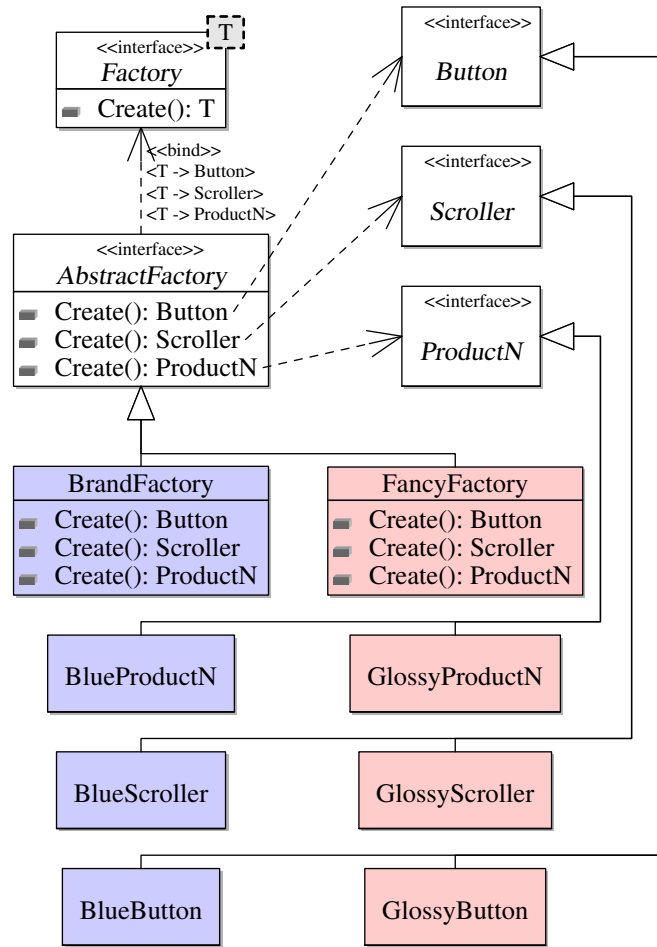 T
<<interface>>
Factory
Create(): T
<<bind>>
<T -> Button>
<T -> Scroller>
<T -> ProductN>
<<interface>>
AbstractFactory
Create(): Button
Create(): Scroller
Create(): ProductN
<<interface>>
Button
<<interface>>
Scroller
<<interface>>
ProductN
BrandFactory
Create(): Button
Create(): Scroller
Create(): ProductN
FancyFactory
Create(): Button
Create(): Scroller
Create(): ProductN
BlueProductN
GlossyProductN
BlueScroller
GlossyScroller
BlueButton
GlossyButton